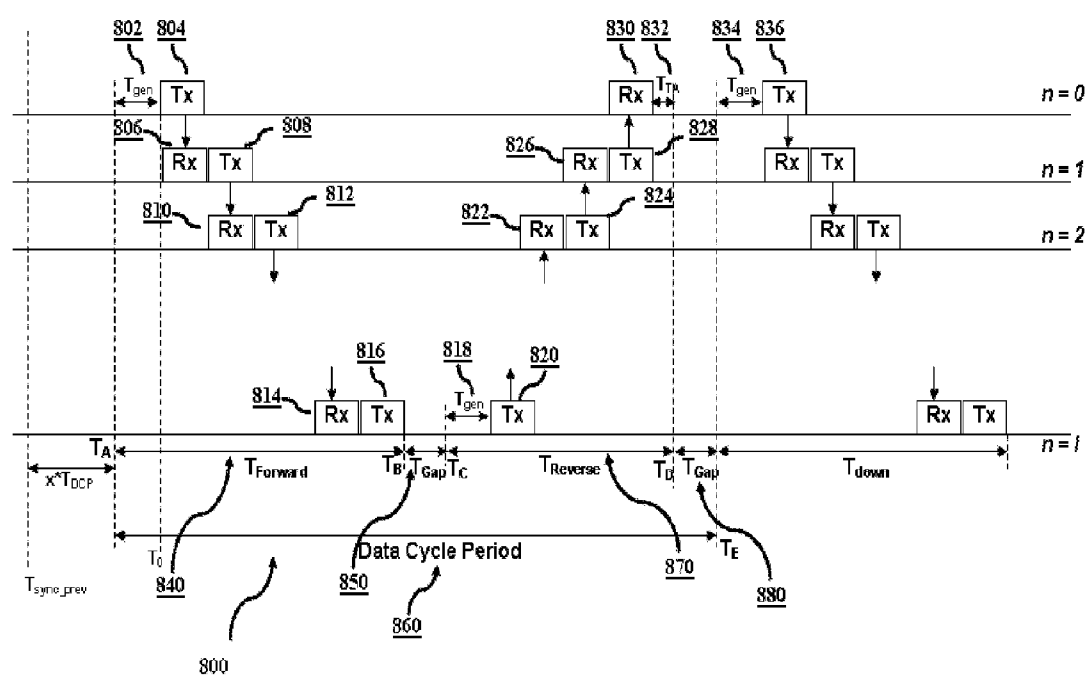 802 804 830 832 834 836
Tgen Tx Rx TTA Tgen Tx n = 0
806 808 826 828
Rx Tx Rx Tx Rx Tx n = 1
810 812 822 824
Rx Tx Rx Tx Rx Tx n = 2
816 818 820
814 Rx Tx Tgen Tx Rx Tx
n = l
TA TForward TB TGap TC TReverse TD TGap Tdown
x*TDCP
T0 Data Cycle Period TE
Tsync_prev 840 850 870 880
860
800